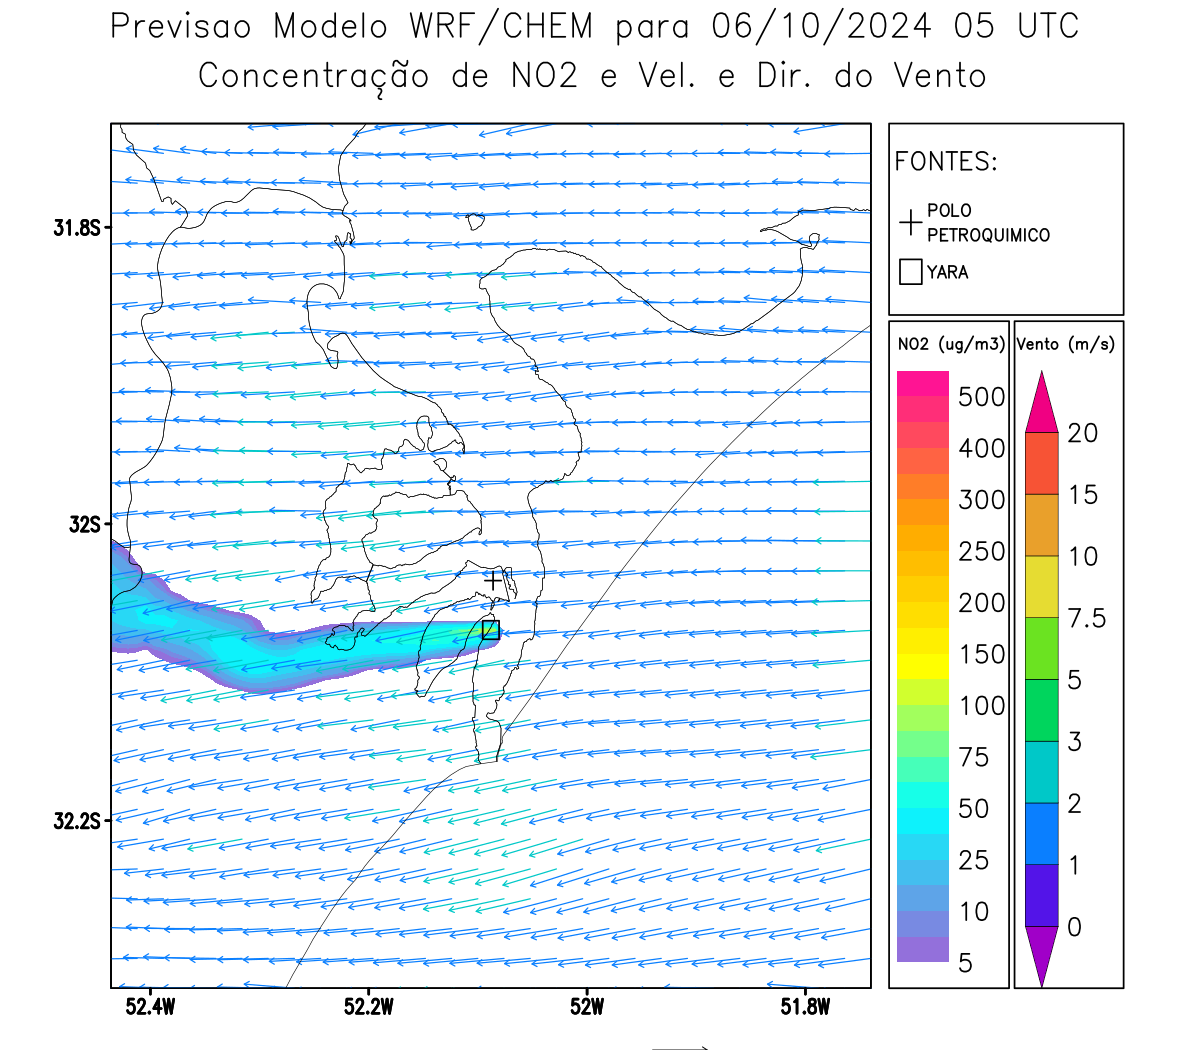 Previsao Modelo WRF/CHEM para 06/10/2024 05 UTC
Concentração de NO2 e Vel. e Dir. do Vento
FONTES:
POLO
PETROQUIMICO
YARA
31.8S
32S
32.2S
52.4W
52.2W
52W
51.8W
NO2 (ug/m3)
500
400
300
250
200
150
100
75
50
25
10
5
Vento (m/s)
20
15
10
7.5
5
3
2
1
0